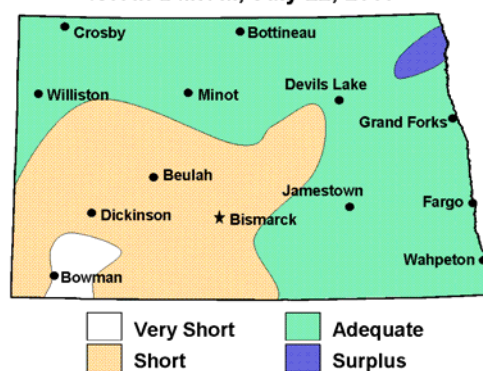 Crosby
Bottineau
Devils Lake
Williston
Minot
Grand Forks
Beulah
Jamestown
Dickinson
Bismarck
Fargo
Wahpeton
Bowman
Very Short
Adequate
Short
Surplus